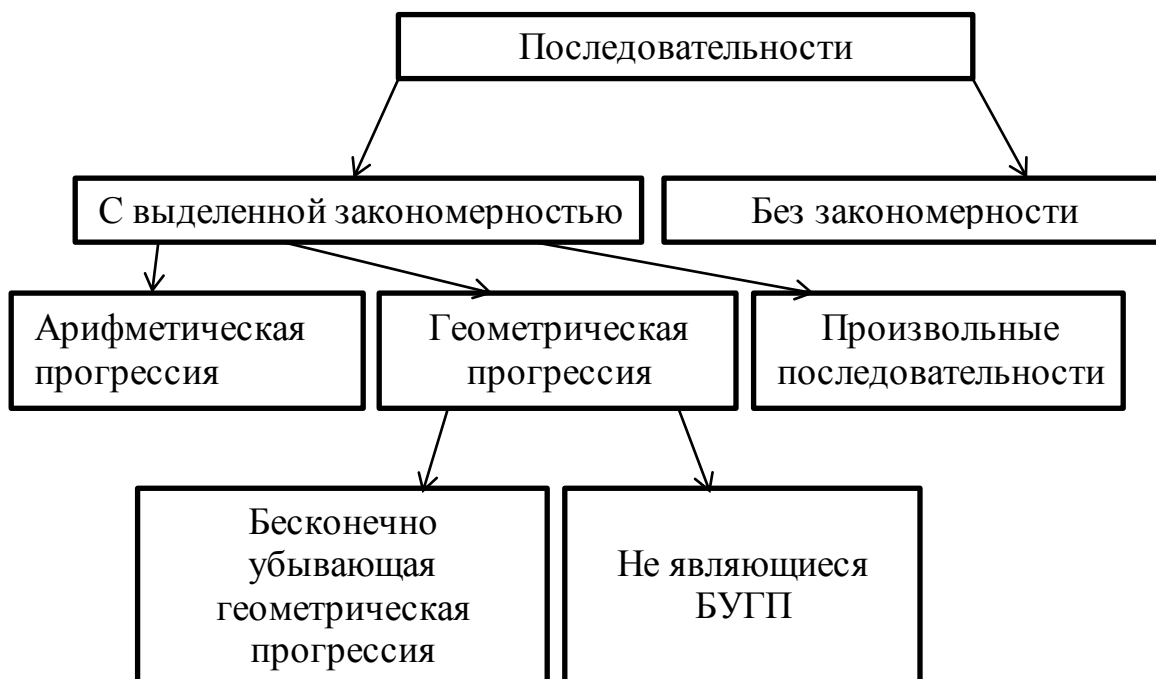 Последовательности
С выделенной закономерностью
Без закономерности
Арифметическая
прогрессия
Геометрическая
прогрессия
Произвольные
последовательности
Бесконечно
убывающая
геометрическая
прогрессия
Не являющиеся
БУГП